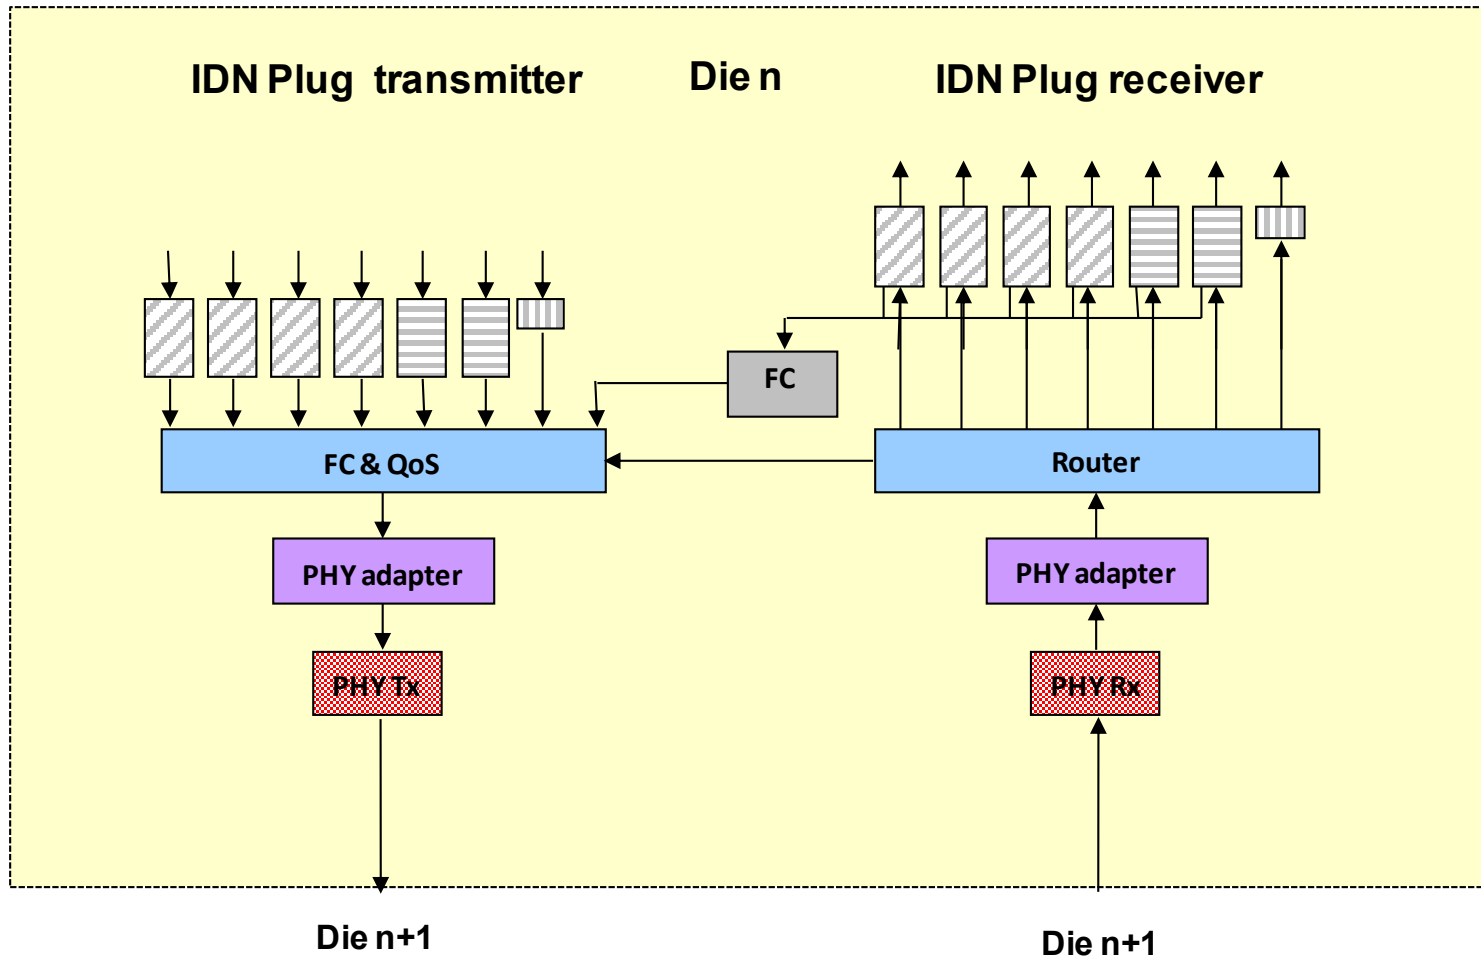 IDN Plug transmitter
Die n
IDN Plug receiver
FC
FC & QoS
Router
PHY adapter
PHY adapter
PHY Tx
PHY Rx
Die n+1
Die n+1